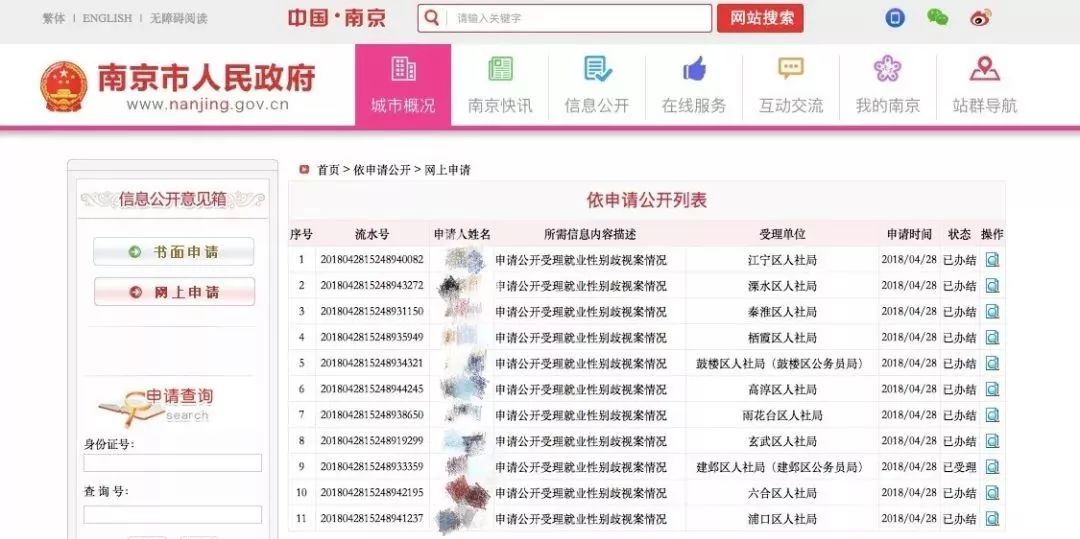 繁体 | ENGLISH | 无障碍阅读
中国·南京
请输入关键字
网站搜索
南京市人民政府
www.nanjing.gov.cn
城市概况 南京快讯 信息公开 在线服务 互动交流 我的南京 站群导航
首页 > 依申请公开 > 网上申请
信息公开意见箱
书面申请
网上申请
申请查询
search
身份证号:
查 询 号:
依申请公开列表
序号 流水号 申请人姓名 所需信息内容描述 受理单位 申请时间 状态 操作
1 2018042815248940082 申请公开受理就业性别歧视案情况 江宁区人社局 2018/04/28 已办结
2 2018042815248943272 申请公开受理就业性别歧视案情况 溧水区人社局 2018/04/28 已办结
3 2018042815248931150 申请公开受理就业性别歧视案情况 秦淮区人社局 2018/04/28 已办结
4 2018042815248935949 申请公开受理就业性别歧视案情况 栖霞区人社局 2018/04/28 已办结
5 2018042815248934321 申请公开受理就业性别歧视案情况 鼓楼区人社局（鼓楼区公务员局） 2018/04/28 已办结
6 2018042815248944245 申请公开受理就业性别歧视案情况 高淳区人社局 2018/04/28 已办结
7 2018042815248938650 申请公开受理就业性别歧视案情况 雨花台区人社局 2018/04/28 已办结
8 2018042815248919299 申请公开受理就业性别歧视案情况 玄武区人社局 2018/04/28 已办结
9 2018042815248933359 申请公开受理就业性别歧视案情况 建邺区人社局（建邺区公务员局） 2018/04/28 已受理
10 2018042815248942195 申请公开受理就业性别歧视案情况 六合区人社局 2018/04/28 已办结
11 2018042815248941237 申请公开受理就业性别歧视案情况 浦口区人社局 2018/04/28 已办结